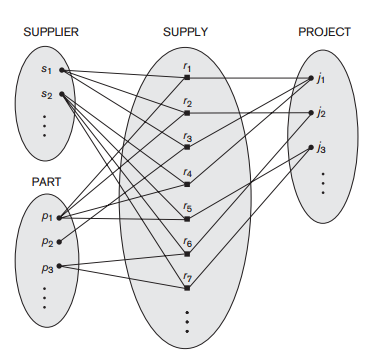 SUPPLIER
SUPPLY
PROJECT
s1
s2
PART
p1
p2
p3
r1
r2
r3
r4
r5
r6
r7
j1
j2
j3